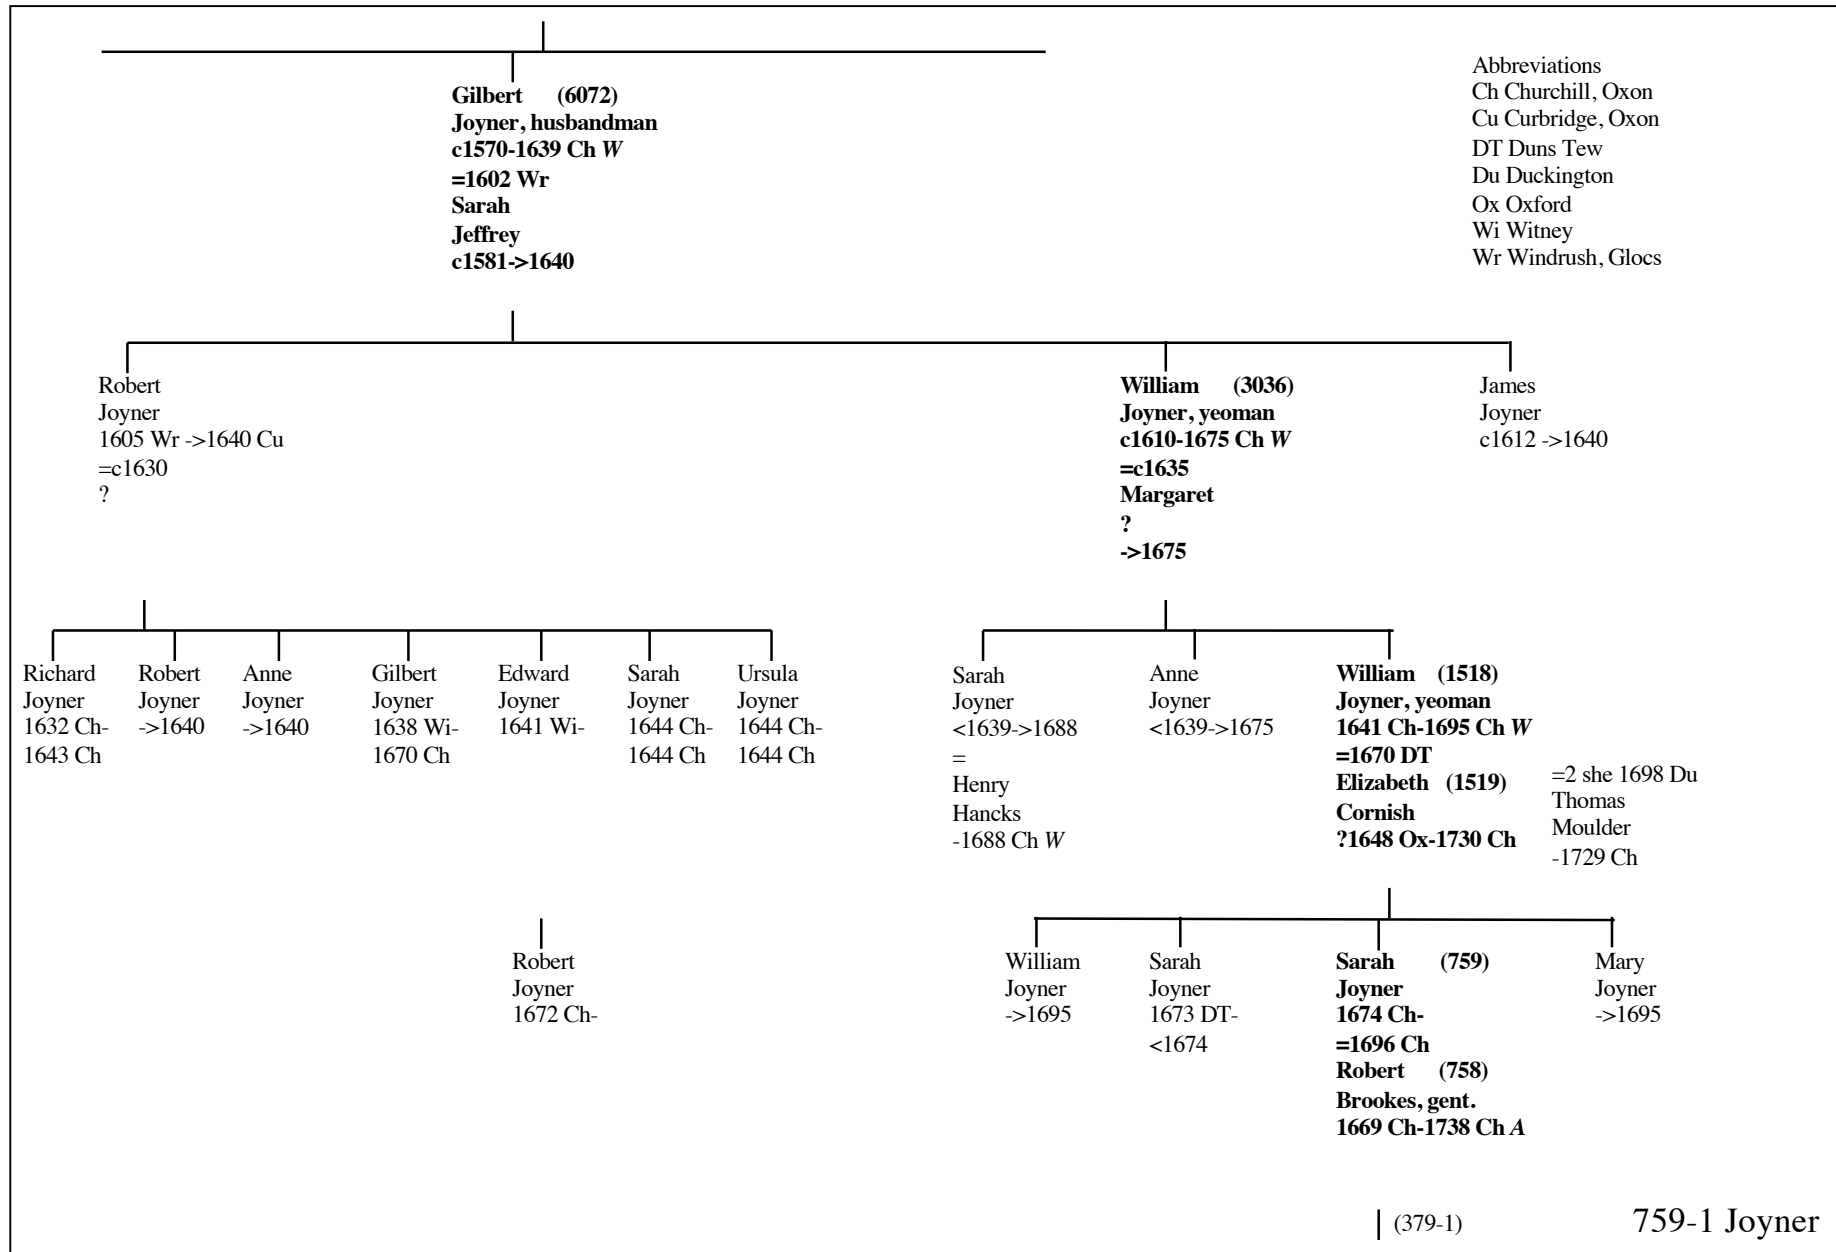 Gilbert (6072)
Joyner, husbandman
c1570-1639 Ch W
=1602 Wr
Sarah
Jeffrey
c1581->1640
Abbreviations
Ch Churchill, Oxon
Cu Curbridge, Oxon
DT Duns Tew
Du Duckington
Ox Oxford
Wi Witney
Wr Windrush, Glocs
Robert
Joyner
1605 Wr ->1640 Cu
=c1630
?
William (3036)
Joyner, yeoman
c1610-1675 Ch W
=c1635
Margaret
?
->1675
James
Joyner
c1612 ->1640
Richard
Joyner
1632 Ch-
1643 Ch
Robert
Joyner
->1640
Anne
Joyner
->1640
Gilbert
Joyner
1638 Wi-
1670 Ch
Edward
Joyner
1641 Wi-
Sarah
Joyner
1644 Ch-
1644 Ch
Ursula
Joyner
1644 Ch-
1644 Ch
Sarah
Joyner
<1639->1688
=
Henry
Hancks
-1688 Ch W
Anne
Joyner
<1639->1675
William (1518)
Joyner, yeoman
1641 Ch-1695 Ch W
=1670 DT
Elizabeth (1519)
Cornish
?1648 Ox-1730 Ch
=2 she 1698 Du
Thomas
Moulder
-1729 Ch
Robert
Joyner
1672 Ch-
William
Joyner
->1695
Sarah
Joyner
1673 DT-
<1674
Sarah (759)
Joyner
1674 Ch-
=1696 Ch
Robert (758)
Brookes, gent.
1669 Ch-1738 Ch A
Mary
Joyner
->1695
(379-1)
759-1 Joyner